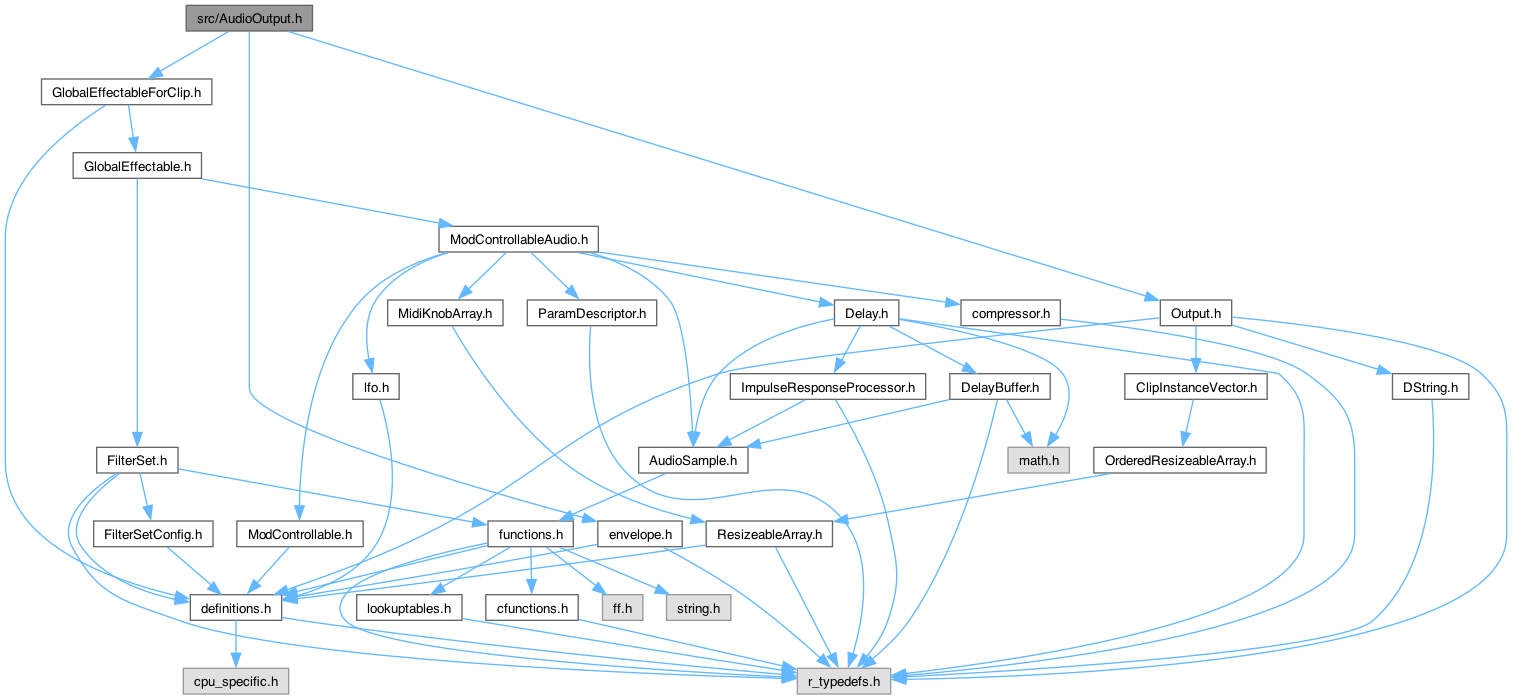 src/AudioOutput.h
GlobalEffectableForClip.h
GlobalEffectable.h
ModControllableAudio.h
MidiKnobArray.h
ParamDescriptor.h
Delay.h
compressor.h
Output.h
lfo.h
ImpulseResponseProcessor.h
DelayBuffer.h
ClipInstanceVector.h
DString.h
FilterSet.h
AudioSample.h
math.h
OrderedResizeableArray.h
FilterSetConfig.h
ModControllable.h
functions.h
envelope.h
ResizeableArray.h
definitions.h
lookuptables.h
cfunctions.h
ff.h
string.h
cpu_specific.h
r_typedefs.h